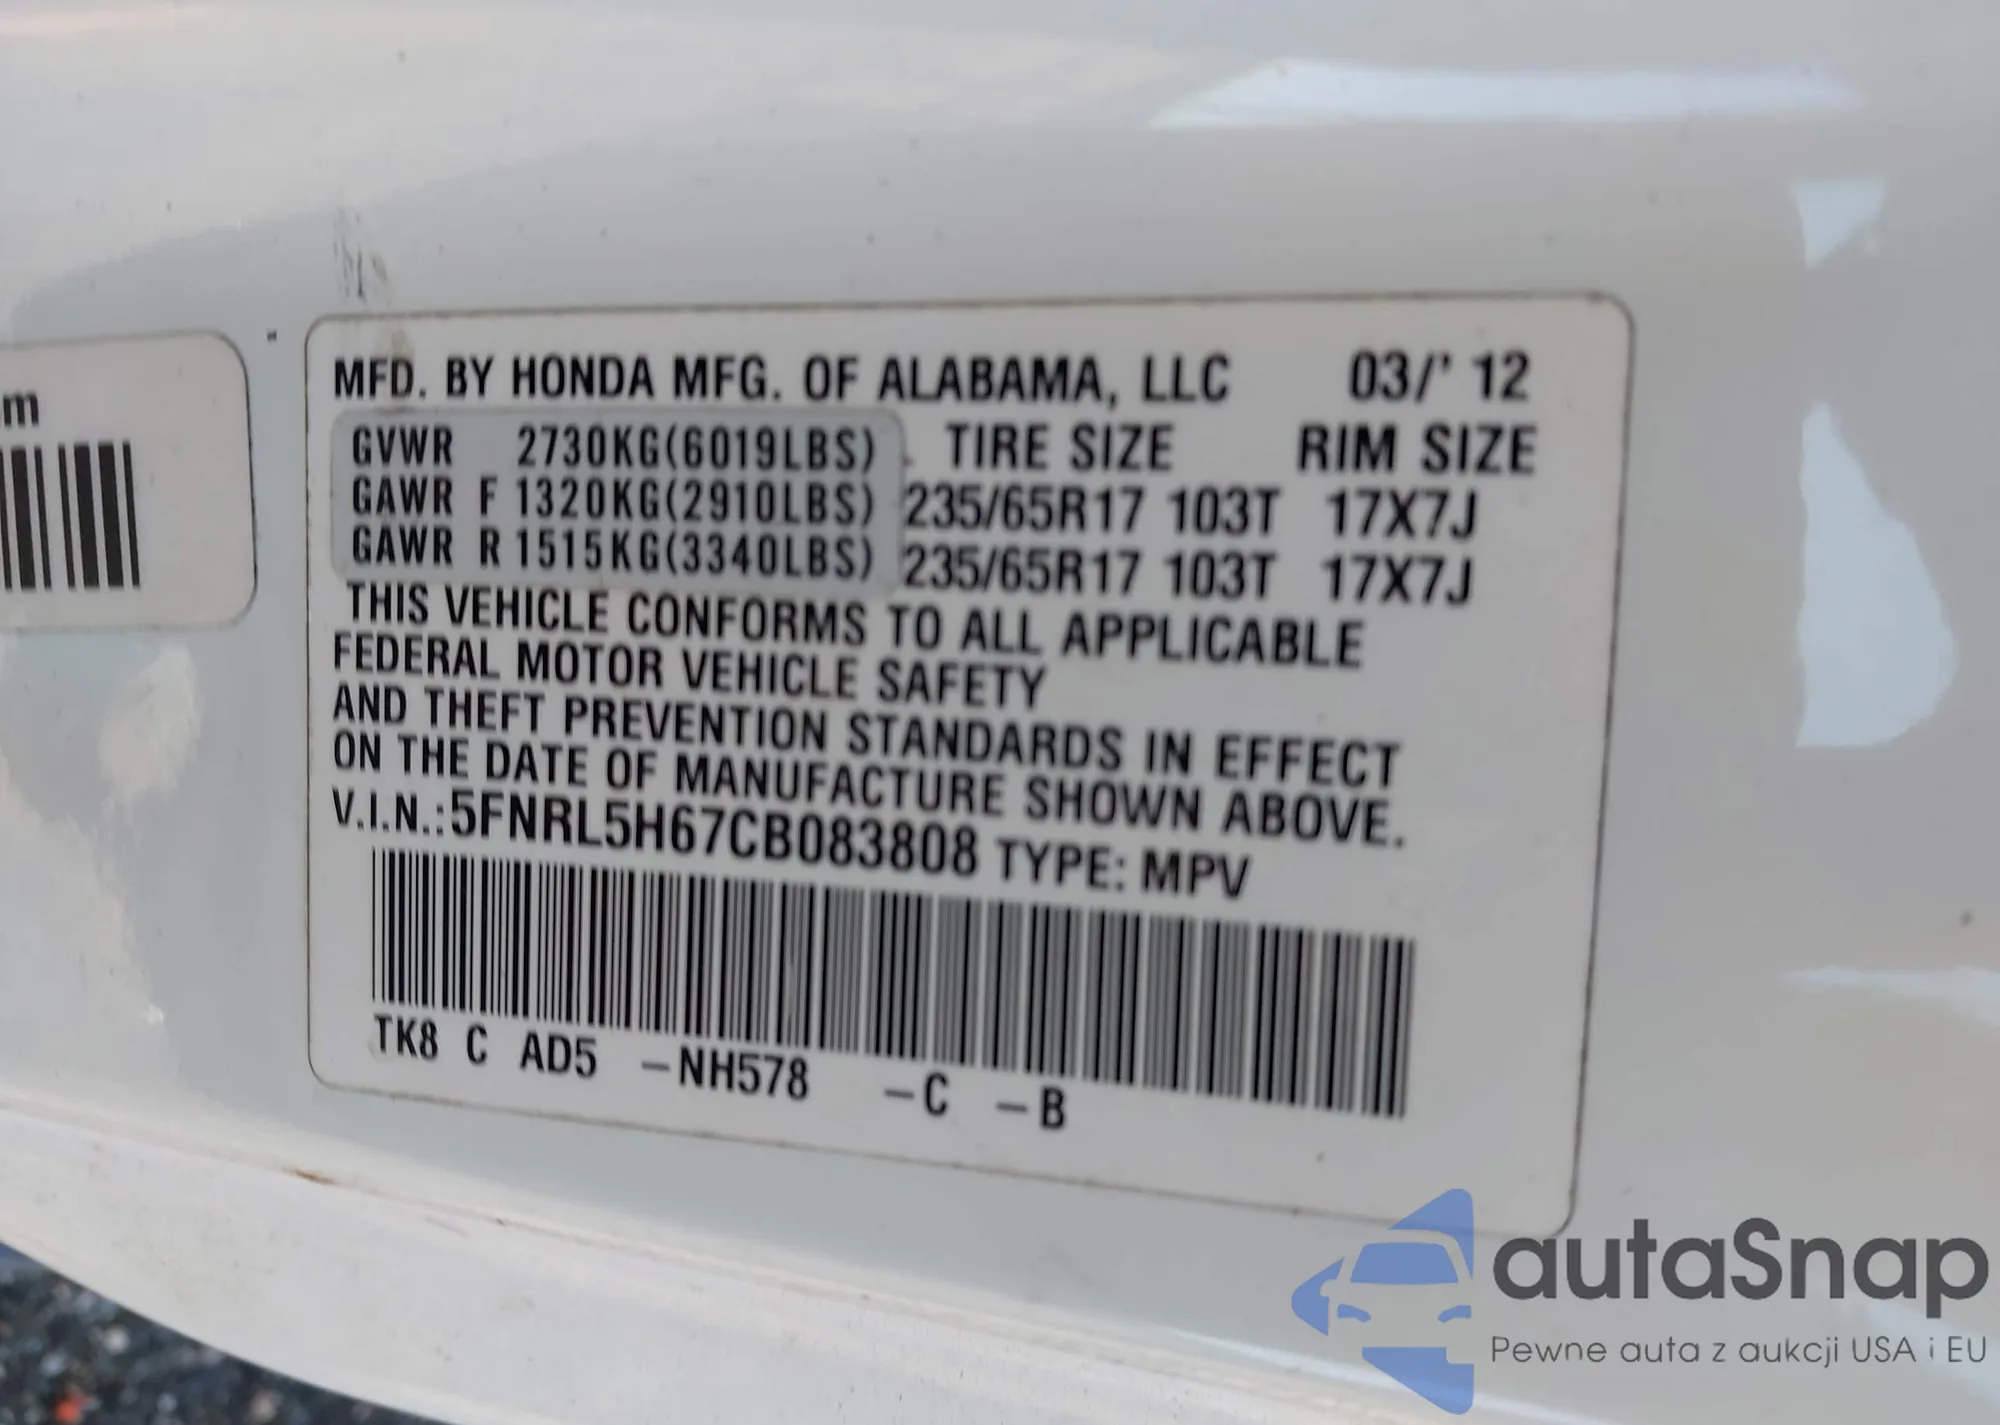 m
MFD. BY HONDA MFG. OF ALABAMA, LLC 03/' 12
GVWR 2730KG(6019LBS) TIRE SIZE RIM SIZE
GAWR F 1320KG(2910LBS) 235/65R17 103T 17X7J
GAWR R 1515KG(3340LBS) 235/65R17 103T 17X7J
THIS VEHICLE CONFORMS TO ALL APPLICABLE
FEDERAL MOTOR VEHICLE SAFETY
AND THEFT PREVENTION STANDARDS IN EFFECT
ON THE DATE OF MANUFACTURE SHOWN ABOVE.
V.I.N.:5FNRL5H67CB083808 TYPE: MPV
TK8 C AD5 -NH578 -C -B
autaSnap
Pewne auta z aukcji USA i EU